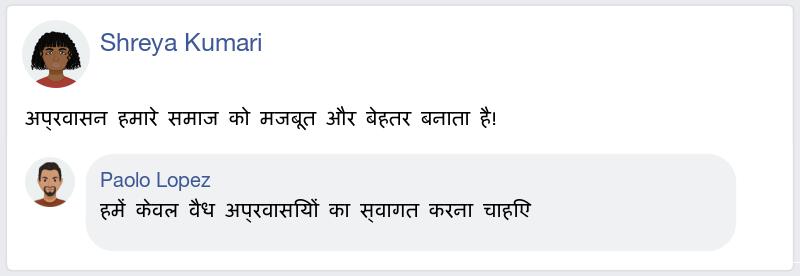 Shreya Kumari
अप्रवासन हमारे समाज को मजबूत और बेहतर बनाता है!
Paolo Lopez
हमें केवल वैध अप्रवासियों का स्वागत करना चाहिए